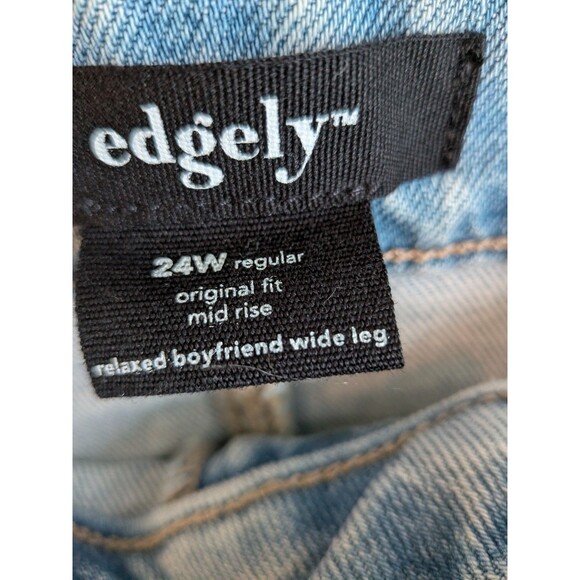 edgely™
24W regular
original fit
mid rise
relaxed boyfriend wide leg